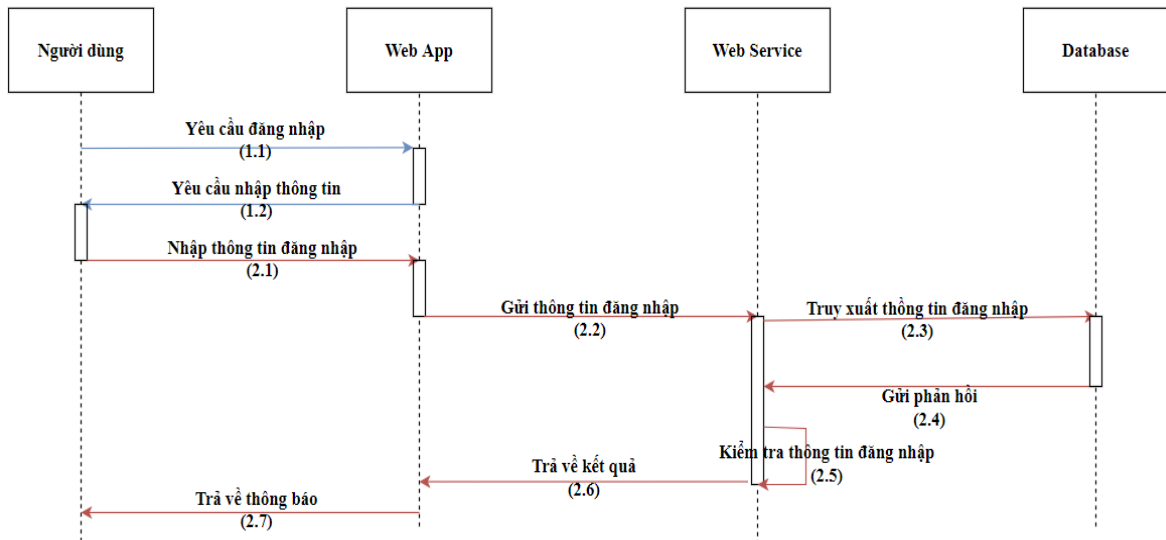 Người dùng
Web App
Web Service
Database
Yêu cầu đăng nhập
(1.1)
Yêu cầu nhập thông tin
(1.2)
Nhập thông tin đăng nhập
(2.1)
Gửi thông tin đăng nhập
(2.2)
Truy xuất thồng tin đăng nhập
(2.3)
Gửi phản hồi
(2.4)
Kiểm tra thông tin đăng nhập
(2.5)
Trả về kết quả
(2.6)
Trả về thông báo
(2.7)